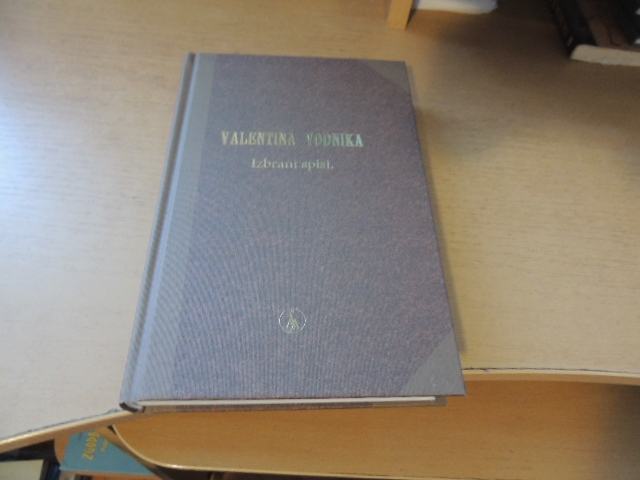 VALENTINA VODNIKA
Izbrani spisi.